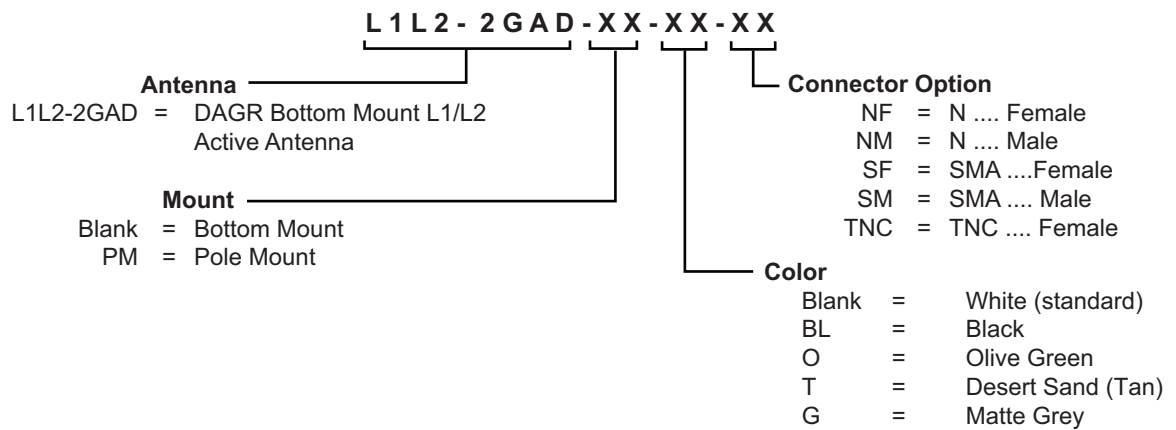 L1L2-2GAD-XX-XX-XX
Antenna
L1L2-2GAD = DAGR Bottom Mount L1/L2
Active Antenna
Mount
Blank = Bottom Mount
PM = Pole Mount
Connector Option
NF = N .... Female
NM = N .... Male
SF = SMA ....Female
SM = SMA .... Male
TNC = TNC .... Female
Color
Blank = White (standard)
BL = Black
O = Olive Green
T = Desert Sand (Tan)
G = Matte Grey